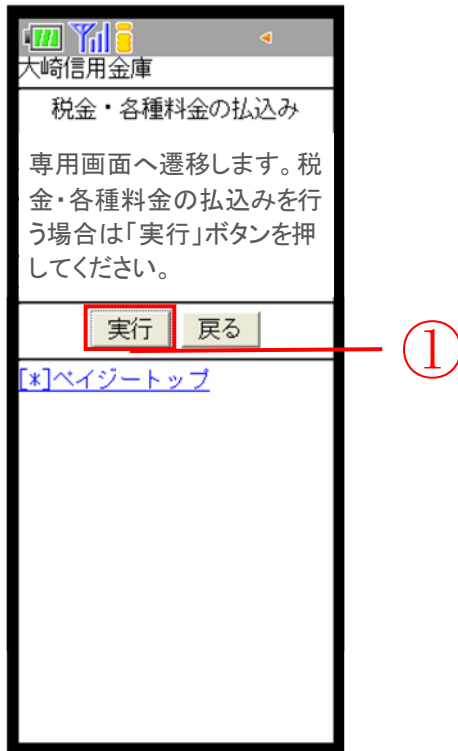 大崎信用金庫
税金・各種料金の払込み
専用画面へ遷移します。税
金・各種料金の払込みを行
う場合は「実行」ボタンを押
してください。
実行 戻る
①
[*]ペイジートップ